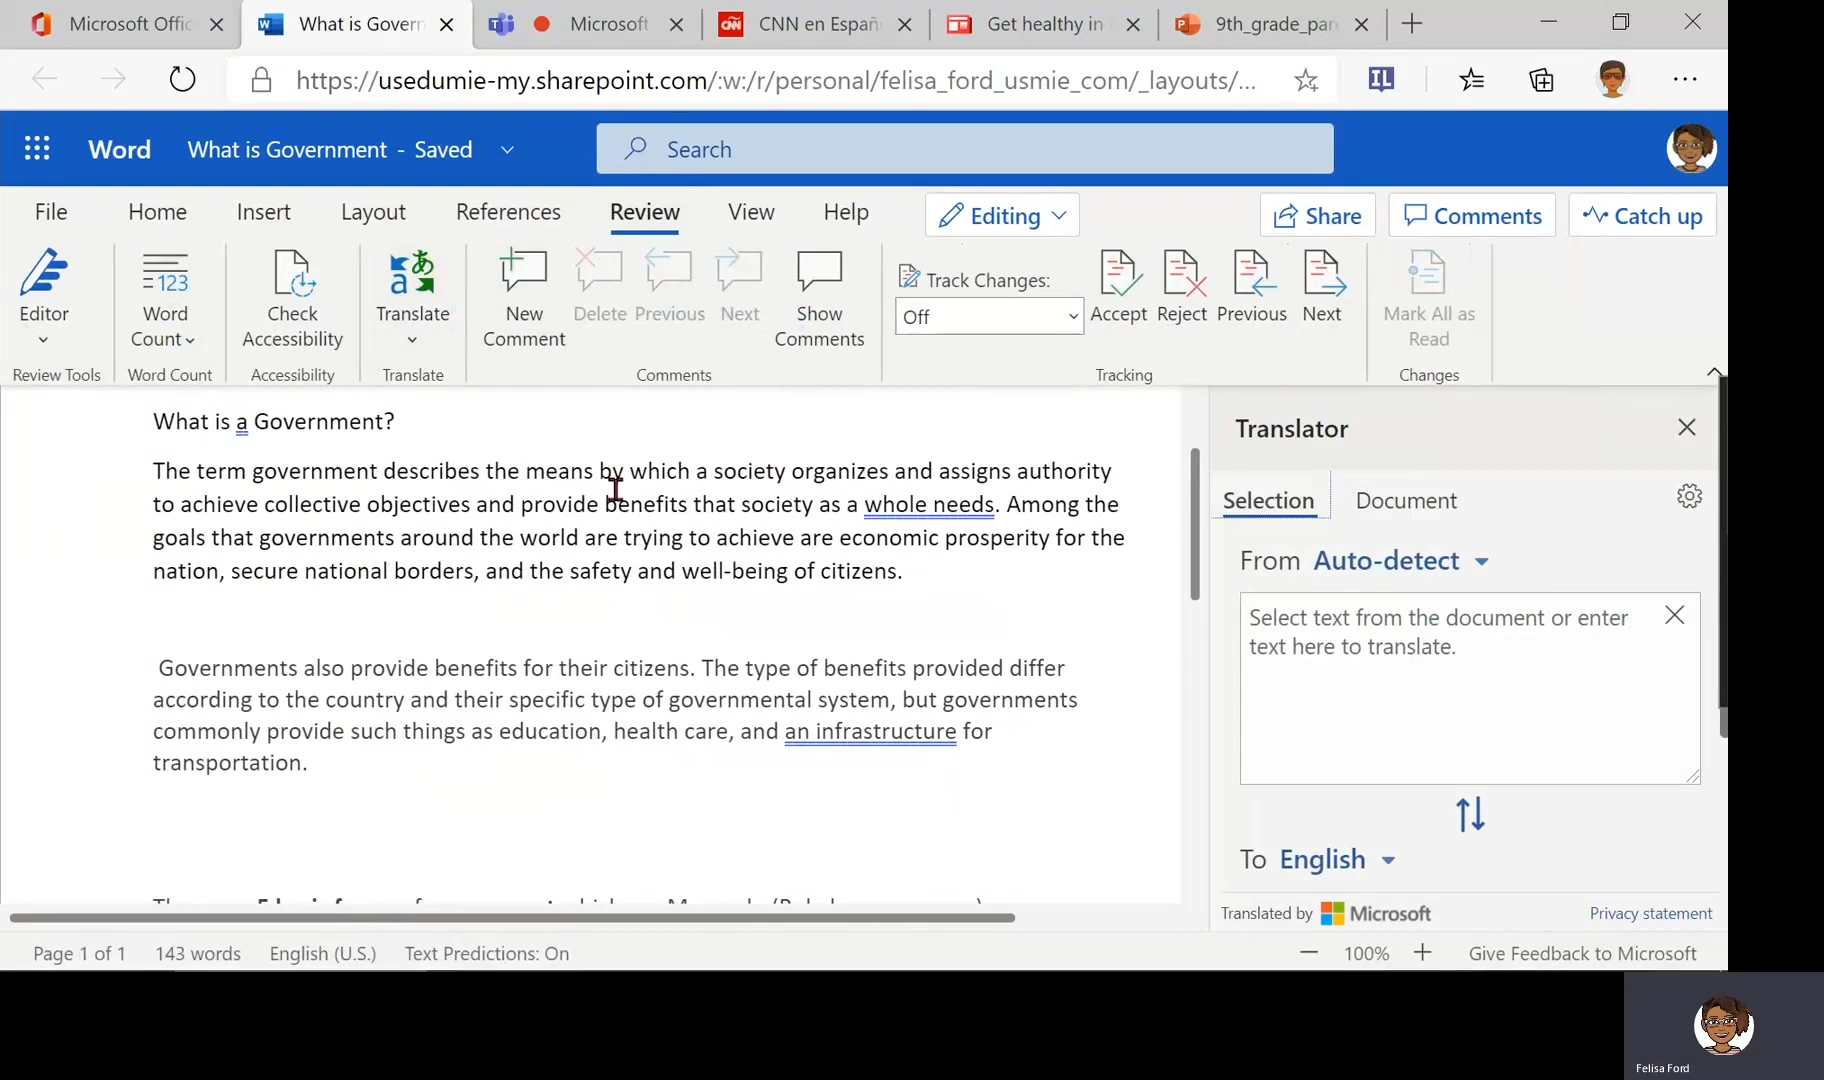 Microsoft Offic
What is Govern
Microsoft
CNN en Españ
Get healthy in
9th_grade_par
https://usedumie-my.sharepoint.com/:w:/r/personal/felisa_ford_usmie_com/_layouts/...
IL
Word What is Government - Saved Search
File Home Insert Layout References Review View Help Editing Share Comments Catch up
Editor
Word Count
Check Accessibility
Translate
New Comment
Delete
Previous
Next
Show Comments
Track Changes:
Off
Accept
Reject
Previous
Next
Mark All as Read
Review Tools Word Count Accessibility Translate Comments Tracking Changes
What is a Government?
The term government describes the means by which a society organizes and assigns authority
to achieve collective objectives and provide benefits that society as a whole needs. Among the
goals that governments around the world are trying to achieve are economic prosperity for the
nation, secure national borders, and the safety and well-being of citizens.
Governments also provide benefits for their citizens. The type of benefits provided differ
according to the country and their specific type of governmental system, but governments
commonly provide such things as education, health care, and an infrastructure for
transportation.
Translator
Selection Document
From Auto-detect
Select text from the document or enter
text here to translate.
To English
Translated by Microsoft Privacy statement
Page 1 of 1 143 words English (U.S.) Text Predictions: On 100% Give Feedback to Microsoft
Felisa Ford